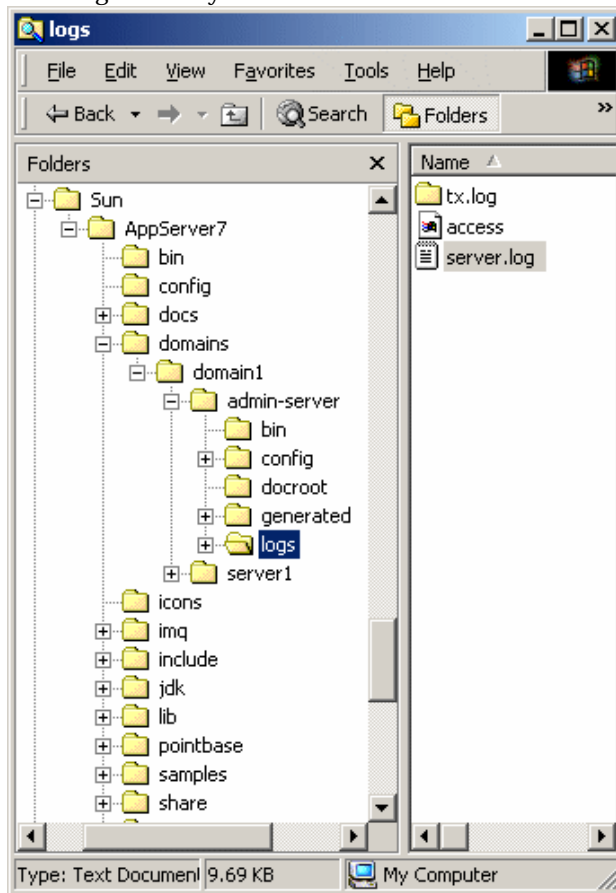 logs
File Edit View Favorites Tools Help
Back Search Folders »
Folders
Sun
AppServer7
bin
config
docs
domains
domain1
admin-server
bin
config
docroot
generated
logs
server1
icons
imq
include
jdk
lib
pointbase
samples
share
Name
tx.log
access
server.log
Type: Text Documen 9.69 KB My Computer